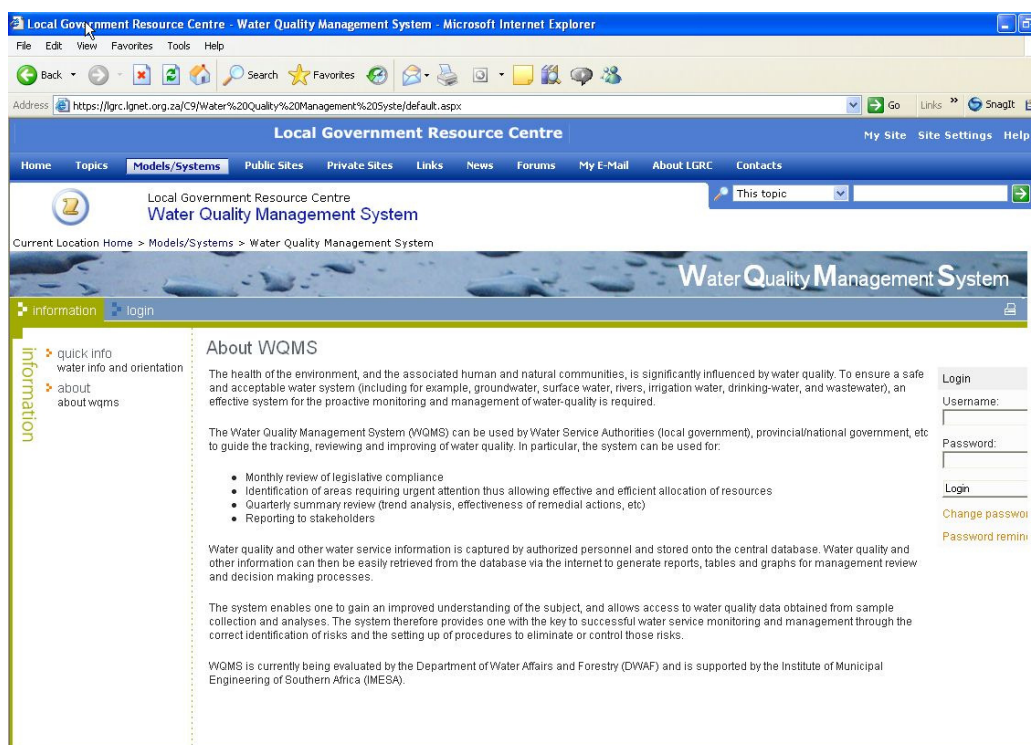 Local Government Resource Centre - Water Quality Management System - Microsoft Internet Explorer
File Edit View Favorites Tools Help
Back Search Favorites
Address https://lgrc.lgnet.org.za/C9/Water%20Quality%20Management%20Syste/default.aspx Go Links » SnagIt
Local Government Resource Centre My Site Site Settings Help
Home Topics Models/Systems Public Sites Private Sites Links News Forums My E-Mail About LGRC Contacts
Local Government Resource Centre This topic
Water Quality Management System
Current Location Home > Models/Systems > Water Quality Management System
Water Quality Management System
information login
information
quick info
water info and orientation
about
about wqms
About WQMS
The health of the environment, and the associated human and natural communities, is significantly influenced by water quality. To ensure a safe
and acceptable water system (including for example, groundwater, surface water, rivers, irrigation water, drinking-water, and wastewater), an
effective system for the proactive monitoring and management of water-quality is required.
The Water Quality Management System (WQMS) can be used by Water Service Authorities (local government), provincial/national government, etc
to guide the tracking, reviewing and improving of water quality. In particular, the system can be used for:
● Monthly review of legislative compliance
● Identification of areas requiring urgent attention thus allowing effective and efficient allocation of resources
● Quarterly summary review (trend analysis, effectiveness of remedial actions, etc)
● Reporting to stakeholders
Water quality and other water service information is captured by authorized personnel and stored onto the central database. Water quality and
other information can then be easily retrieved from the database via the internet to generate reports, tables and graphs for management review
and decision making processes.
The system enables one to gain an improved understanding of the subject, and allows access to water quality data obtained from sample
collection and analyses. The system therefore provides one with the key to successful water service monitoring and management through the
correct identification of risks and the setting up of procedures to eliminate or control those risks.
WQMS is currently being evaluated by the Department of Water Affairs and Forestry (DWAF) and is supported by the Institute of Municipal
Engineering of Southern Africa (IMESA).
Login
Username:
Password:
Login
Change passwo
Password remin